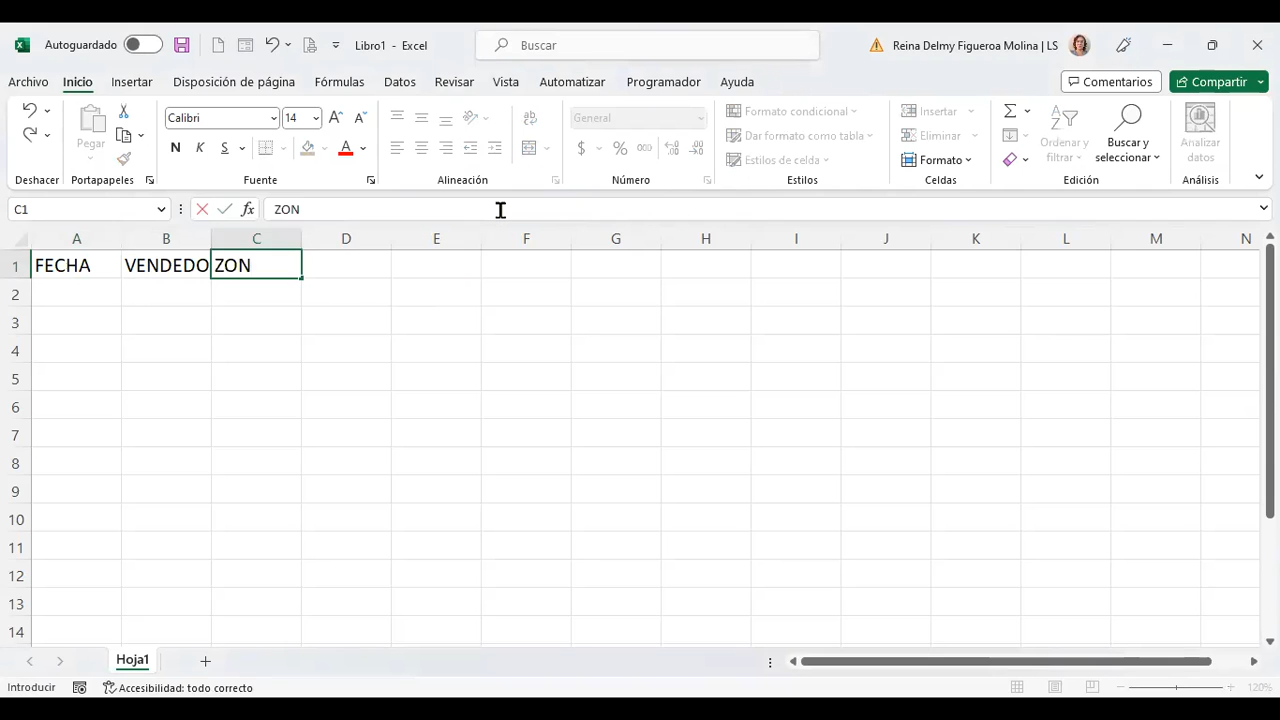 Autoguardado Libro1 - Excel Buscar Reina Delmy Figueroa Molina | LS
Archivo Inicio Insertar Disposición de página Fórmulas Datos Revisar Vista Automatizar Programador Ayuda Comentarios Compartir
Calibri 14 General Formato condicional Insertar
Pegar N K S A $ % 000 Dar formato como tabla Eliminar Ordenar y filtrar Buscar y seleccionar Analizar datos
Estilos de celda Formato
Deshacer Portapapeles Fuente Alineación Número Estilos Celdas Edición Análisis
C1 fx ZON
A B C D E F G H I J K L M N
1 FECHA VENDEDO ZON
2
3
4
5
6
7
8
9
10
11
12
13
14
Hoja1
Introducir Accesibilidad: todo correcto 120%